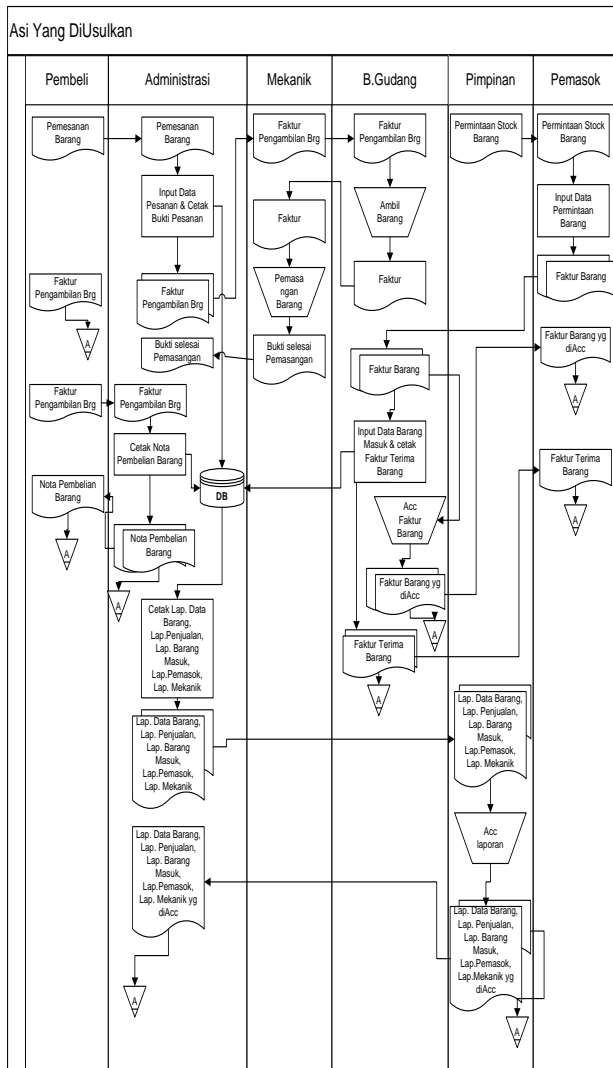 Asi Yang DiUsulkan
Pembeli
Administrasi
Mekanik
B.Gudang
Pimpinan
Pemasok
Pemesanan
Barang
Pemesanan
Barang
Faktur
Pengambilan Brg
Faktur
Pengambilan Brg
Permintaan Stock
Barang
Permintaan Stock
Barang
Input Data
Pesanan & Cetak
Bukti Pesanan
Faktur
Ambil
Barang
Input Data
Permintaan
Barang
Faktur
Pengambilan Brg
A
Faktur
Pengambilan Brg
Pemasa
ngan
Barang
Faktur
Faktur Barang
Bukti selesai
Pemasangan
Bukti selesai
Pemasangan
Faktur Barang
Faktur Barang yg
diAcc
A
Faktur
Pengambilan Brg
Faktur
Pengambilan Brg
Cetak Nota
Pembelian Barang
Input Data Barang
Masuk & cetak
Faktur Terima
Barang
Faktur Terima
Barang
A
DB
Nota Pembelian
Barang
A
Nota Pembelian
Barang
A
Acc
Faktur
Barang
Faktur Barang yg
diAcc
A
Cetak Lap. Data
Barang,
Lap.Penjualan,
Lap. Barang
Masuk,
Lap.Pemasok,
Lap. Mekanik
Faktur Terima
Barang
A
Lap. Data Barang,
Lap. Penjualan,
Lap. Barang
Masuk,
Lap.Pemasok,
Lap. Mekanik
Lap. Data Barang,
Lap. Penjualan,
Lap. Barang
Masuk,
Lap.Pemasok,
Lap. Mekanik
Acc
laporan
Lap. Data Barang,
Lap. Penjualan,
Lap. Barang
Masuk,
Lap.Pemasok,
Lap. Mekanik yg
diAcc
A
Lap. Data Barang,
Lap. Penjualan,
Lap. Barang
Masuk,
Lap.Pemasok,
Lap.Mekanik yg
diAcc
A